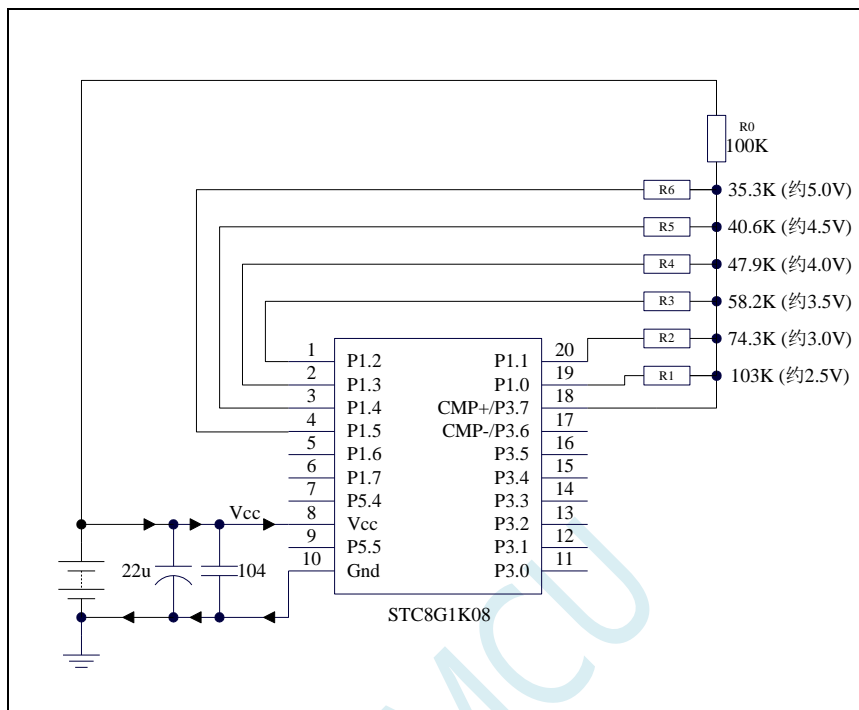 R0
100K
R6 35.3K (约5.0V)
R5 40.6K (约4.5V)
R4 47.9K (约4.0V)
R3 58.2K (约3.5V)
R2 74.3K (约3.0V)
R1 103K (约2.5V)
1 P1.2 P1.1 20
2 P1.3 P1.0 19
3 P1.4 CMP+/P3.7 18
4 P1.5 CMP-/P3.6 17
5 P1.6 P3.5 16
6 P1.7 P3.4 15
7 P5.4 P3.3 14
Vcc 8 Vcc P3.2 13
9 P5.5 P3.1 12
10 Gnd P3.0 11
22u 104
STC8G1K08
MCU